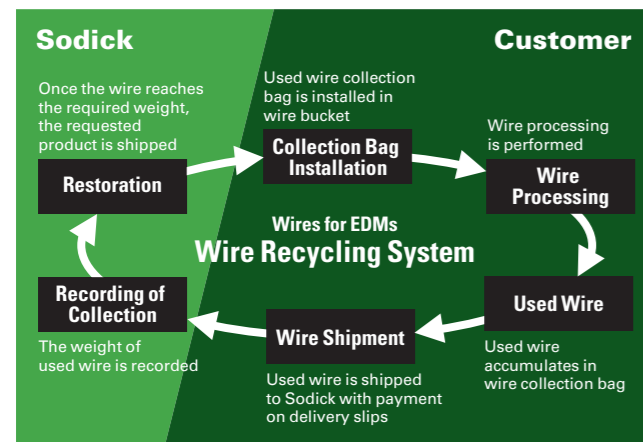 Sodick
Customer
Once the wire reaches
the required weight,
the requested
product is shipped
Restoration
Used wire collection
bag is installed in
wire bucket
Collection Bag
Installation
Wire processing
is performed
Wire
Processing
Wires for EDMs
Wire Recycling System
Recording of
Collection
The weight of
used wire is recorded
Wire Shipment
Used wire is shipped
to Sodick with payment
on delivery slips
Used Wire
Used wire
accumulates in
wire collection bag